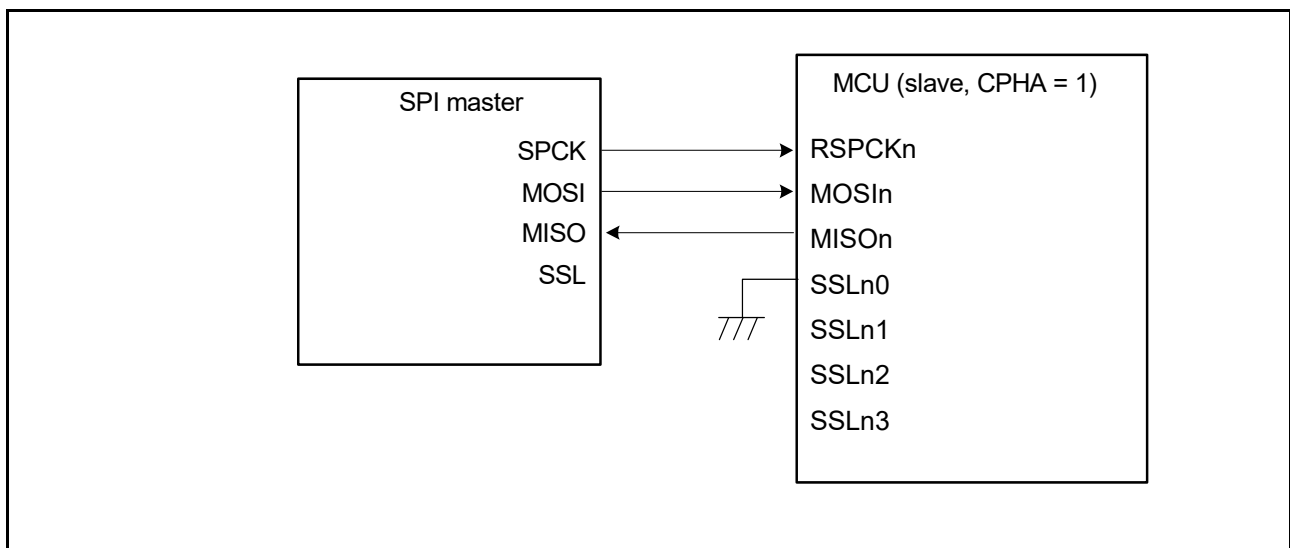 SPI master
SPCK
MOSI
MISO
SSL
MCU (slave, CPHA = 1)
RSPCKn
MOSIn
MISOn
SSLn0
SSLn1
SSLn2
SSLn3